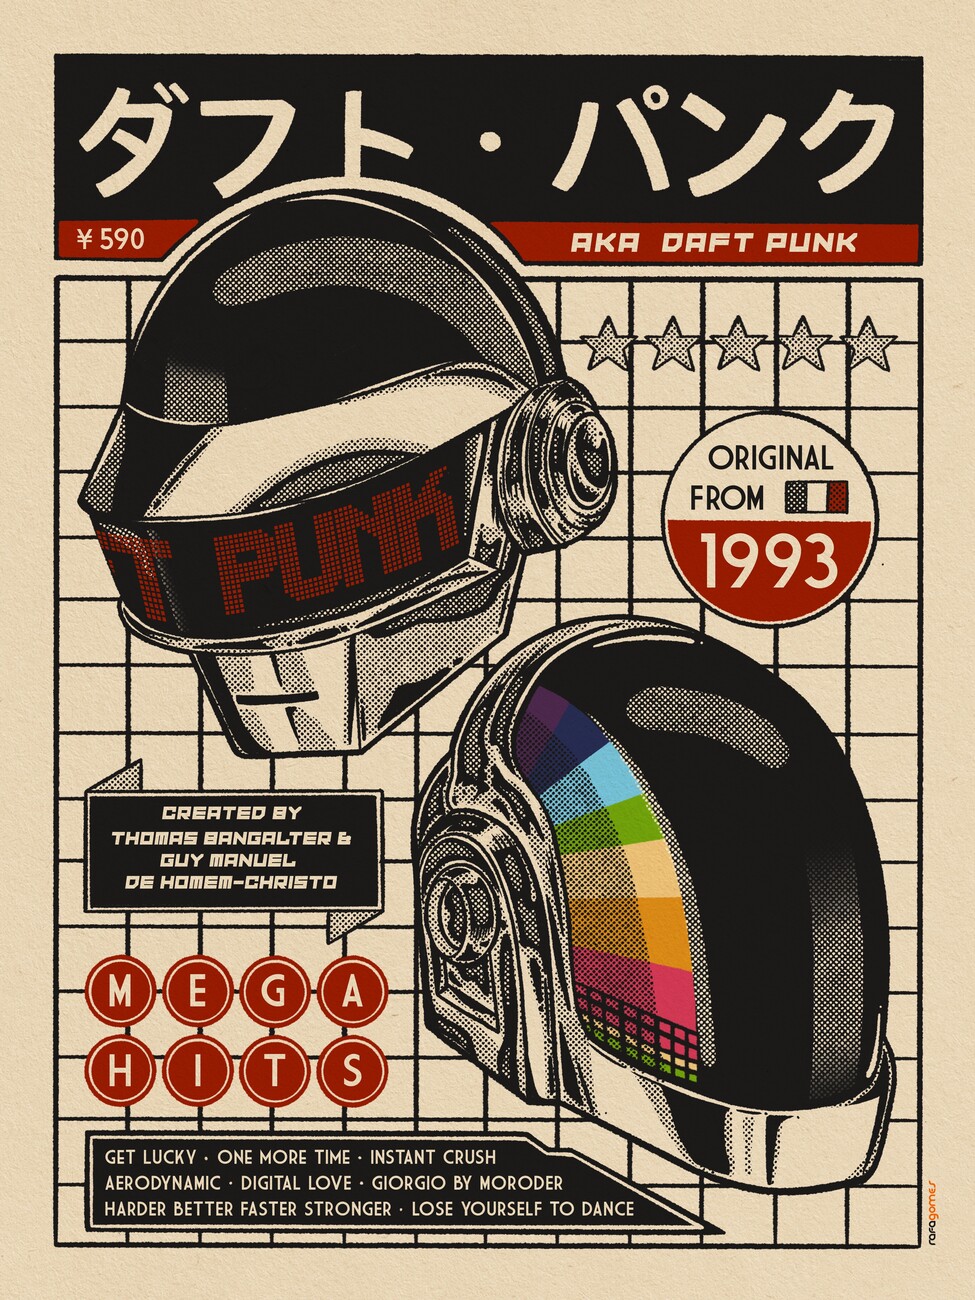 ダフト・パンク
¥ 590
AKA DAFT PUNK
ORIGINAL
FROM
1993
T PUNK
CREATED BY
THOMAS BANGALTER &
GUY MANUEL
DE HOMEM-CHRISTO
MEGA
HITS
GET LUCKY · ONE MORE TIME · INSTANT CRUSH
AERODYNAMIC · DIGITAL LOVE · GIORGIO BY MORODER
HARDER BETTER FASTER STRONGER · LOSE YOURSELF TO DANCE
rafagomes